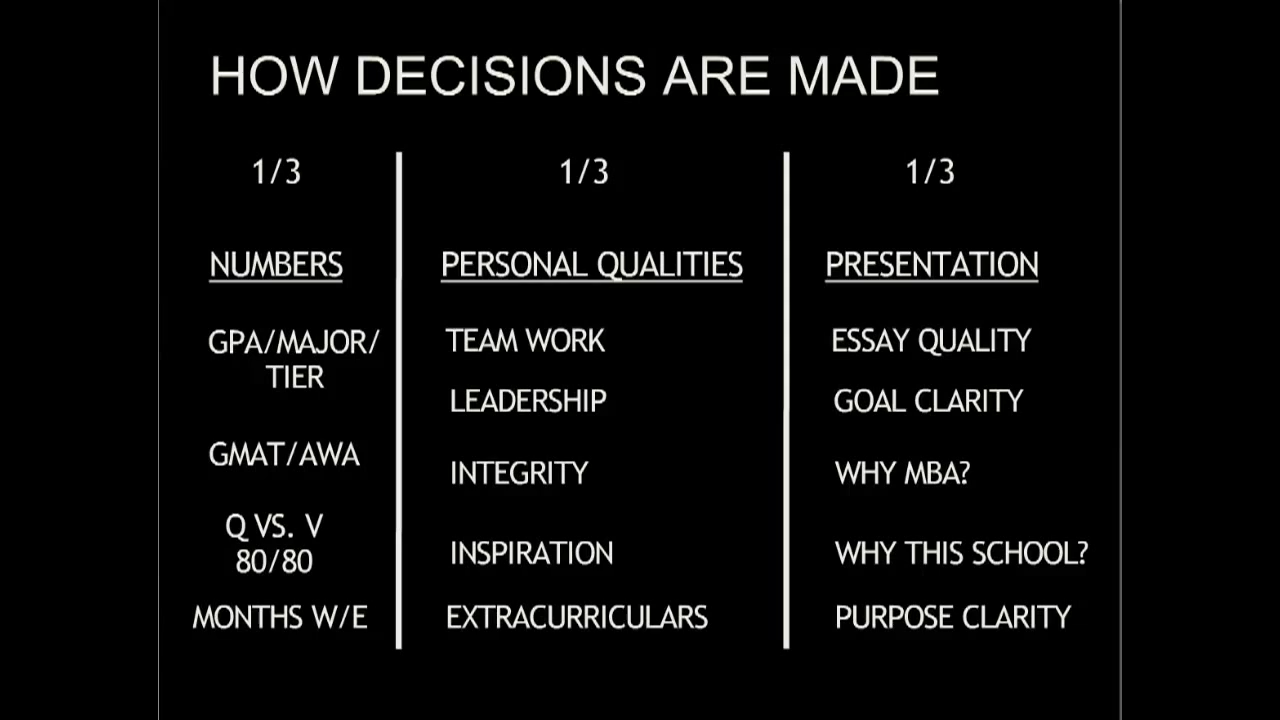 HOW DECISIONS ARE MADE
1/3
NUMBERS
GPA/MAJOR/
TIER
GMAT/AWA
Q VS. V
80/80
MONTHS W/E
1/3
PERSONAL QUALITIES
TEAM WORK
LEADERSHIP
INTEGRITY
INSPIRATION
EXTRACURRICULARS
1/3
PRESENTATION
ESSAY QUALITY
GOAL CLARITY
WHY MBA?
WHY THIS SCHOOL?
PURPOSE CLARITY